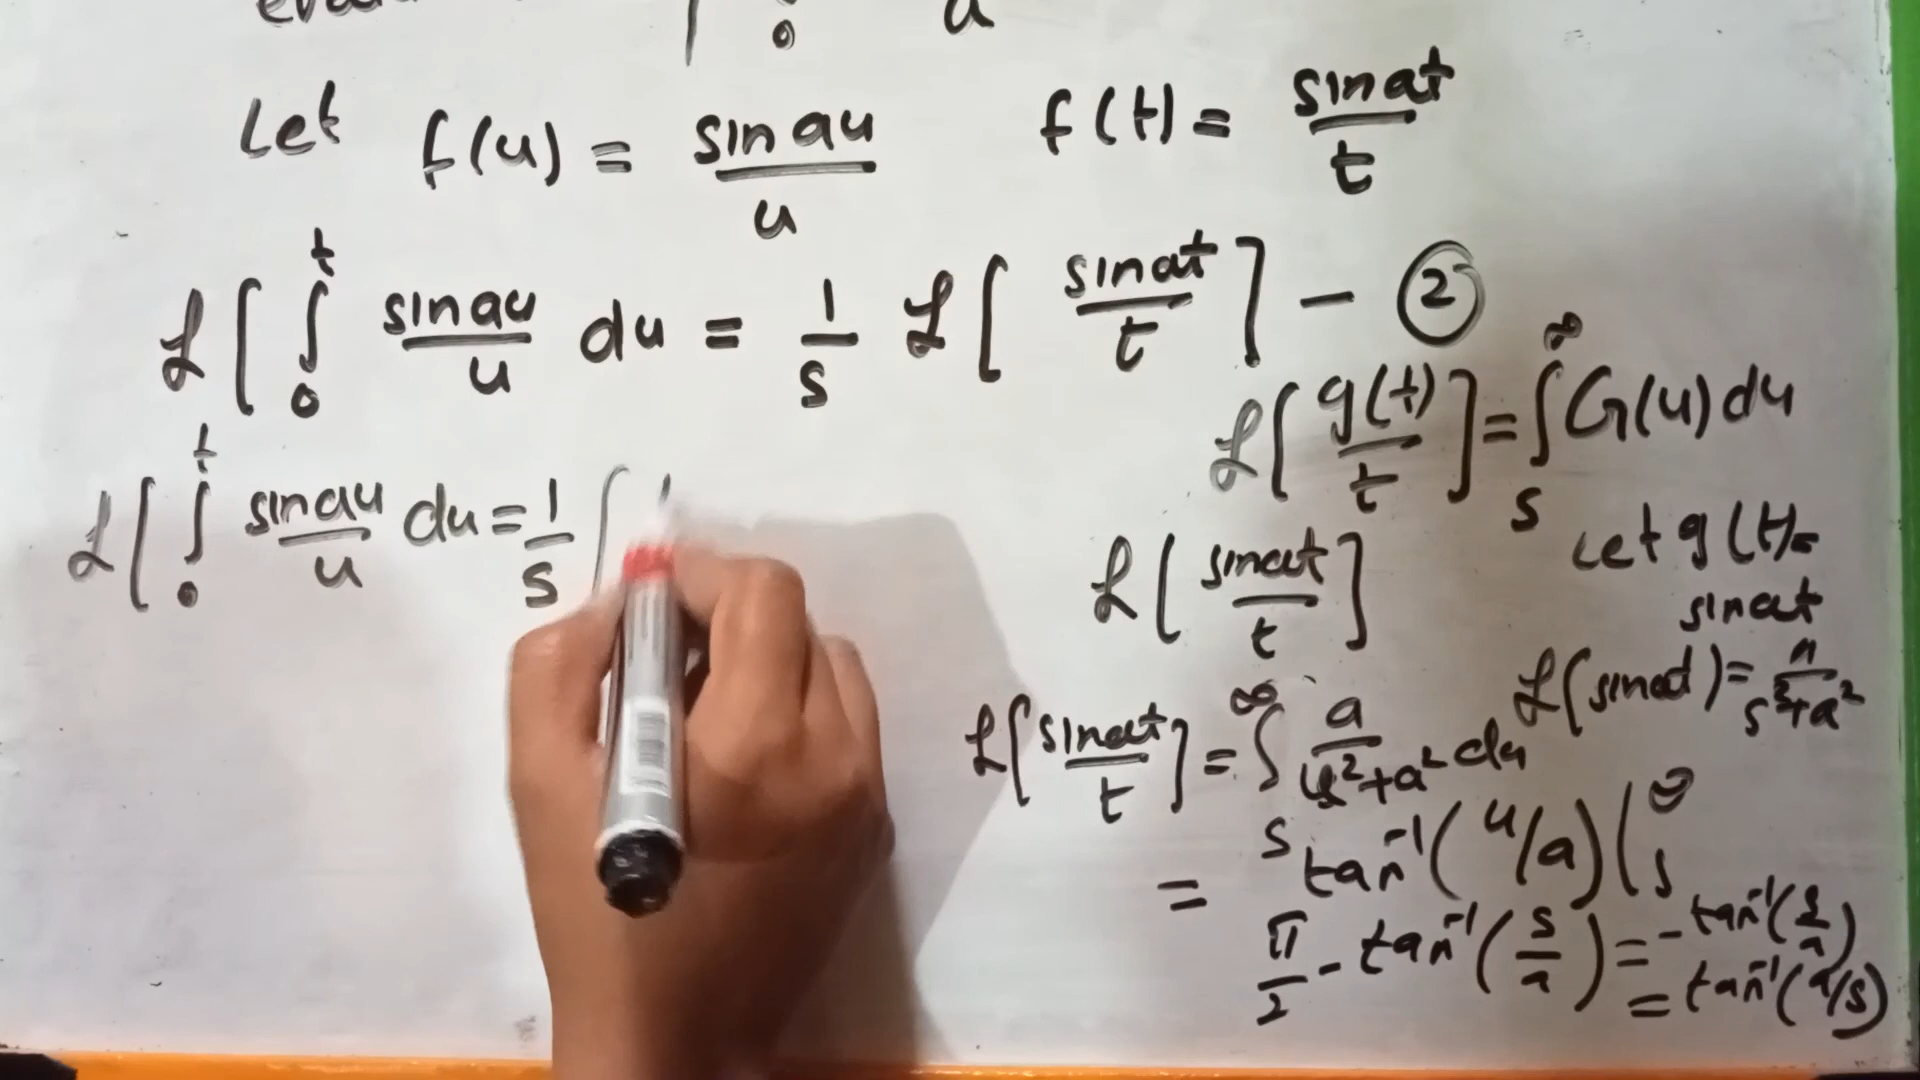 0 u
Let f(u) = sin au / u f(t) = sin at / t
ℒ[ ∫₀ᵗ sin au / u du = 1/s ℒ[ sin at / t ] - ②
ℒ[ g(t) / t ] = ∫ₛ^∞ G(u) du
ℒ[ ∫₀ᵗ sin au / u du = 1/s [
Let g(t) =
sin at
ℒ[ sin at / t ]
ℒ(sin at) = a / s²+a²
ℒ[ sin at / t ] = ∫ₛ^∞ a / u²+a² du
= tan⁻¹(u/a) |ₛ^∞
π/2 - tan⁻¹(s/a) = - tan⁻¹(s/a)
= tan⁻¹(a/s)